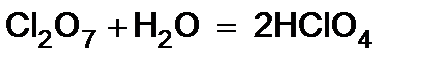 Cl₂O₇ + H₂O = 2HClO₄